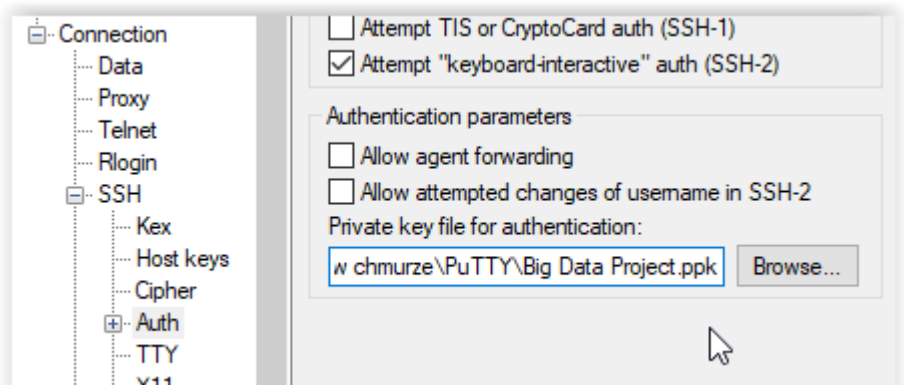 Connection
Data
Proxy
Telnet
Rlogin
SSH
Kex
Host keys
Cipher
Auth
TTY
X11
Attempt TIS or CryptoCard auth (SSH-1)
Attempt "keyboard-interactive" auth (SSH-2)
Authentication parameters
Allow agent forwarding
Allow attempted changes of username in SSH-2
Private key file for authentication:
w chmurze\PuTTY\Big Data Project.ppk
Browse...